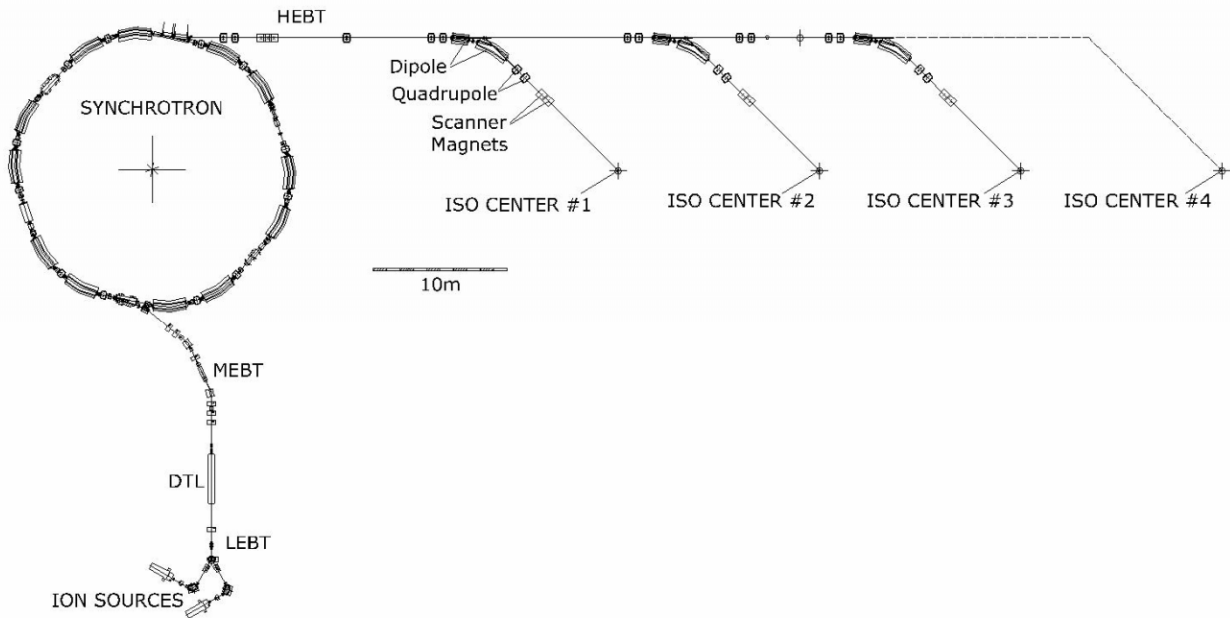 HEBT
Dipole
Quadrupole
SYNCHROTRON
Scanner
Magnets
ISO CENTER #1
ISO CENTER #2
ISO CENTER #3
ISO CENTER #4
10m
MEBT
DTL
LEBT
ION SOURCES